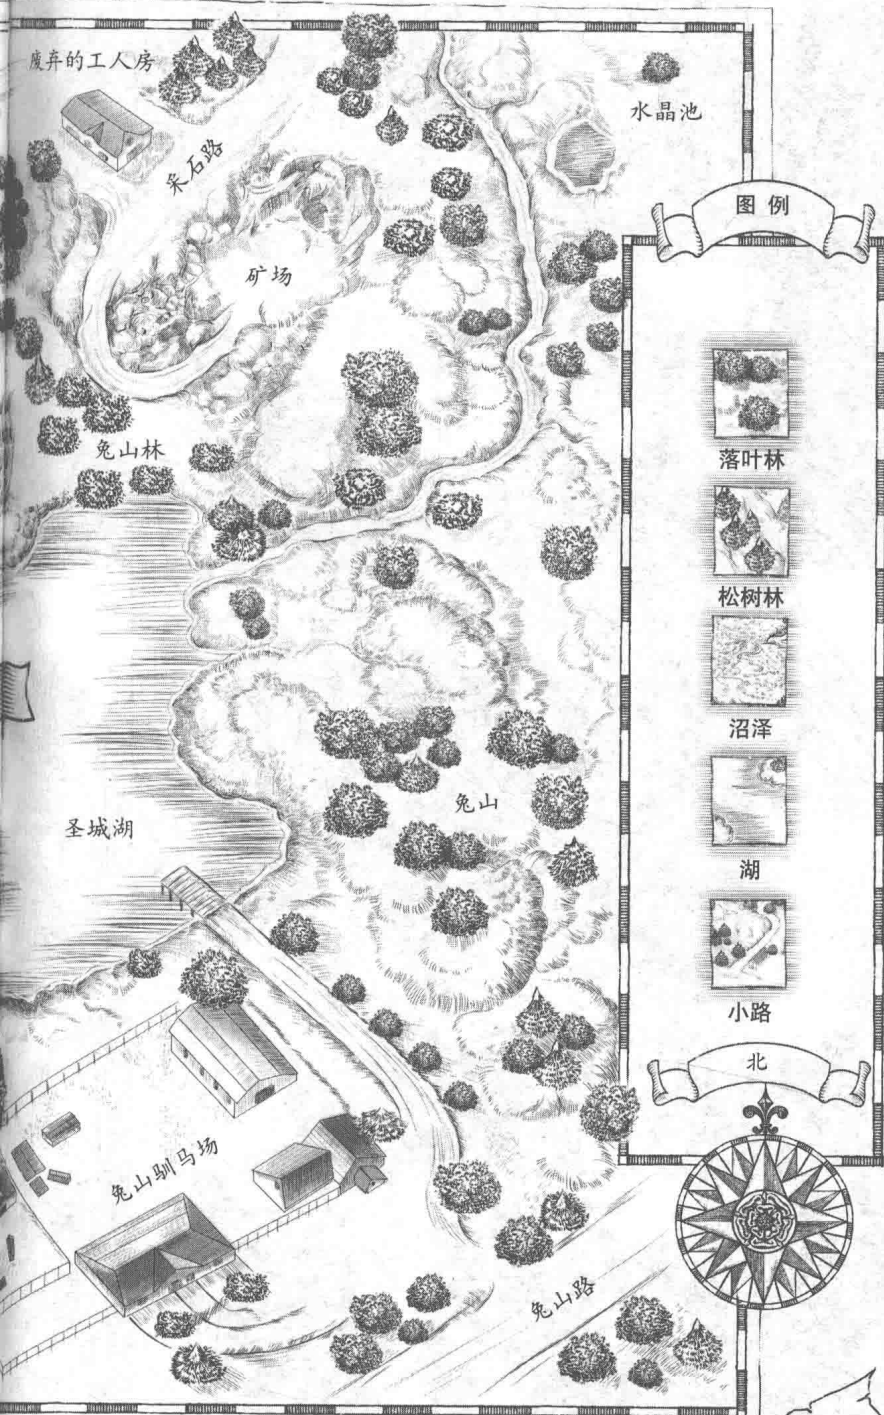 废弃的工人房
水晶池
采石路
图例
矿场
兔山林
落叶林
松树林
沼泽
兔山
圣城湖
湖
小路
北
兔山驯马场
兔山路